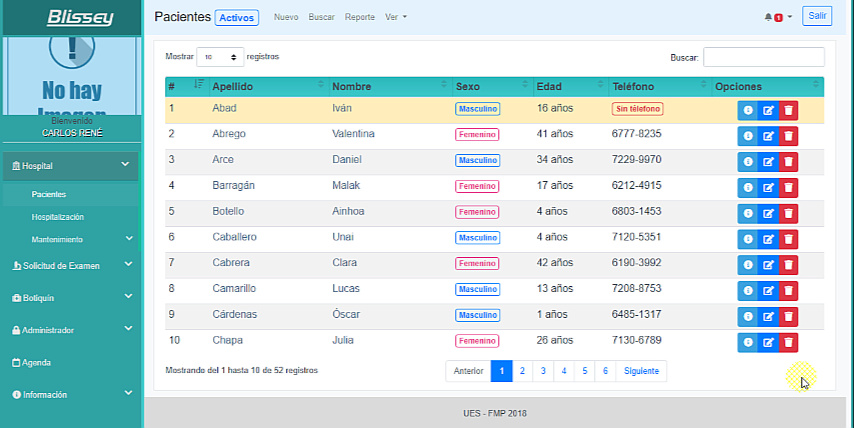 Blissey
Pacientes Activos Nuevo Buscar Reporte Ver 1 Salir
No hay
Imagen
Bienvenido
CARLOS RENÉ
Hospital
Pacientes
Hospitalización
Mantenimiento
Solicitud de Examen
Botiquín
Administrador
Agenda
Información
Mostrar 10 registros Buscar:
# Apellido Nombre Sexo Edad Teléfono Opciones
1 Abad Iván Masculino 16 años Sin télefono
2 Abrego Valentina Femenino 41 años 6777-8235
3 Arce Daniel Masculino 34 años 7229-9970
4 Barragán Malak Femenino 17 años 6212-4915
5 Botello Ainhoa Femenino 4 años 6803-1453
6 Caballero Unai Masculino 4 años 7120-5351
7 Cabrera Clara Femenino 42 años 6190-3992
8 Camarillo Lucas Masculino 13 años 7208-8753
9 Cárdenas Óscar Masculino 1 años 6485-1317
10 Chapa Julia Femenino 26 años 7130-6789
Mostrando del 1 hasta 10 de 52 registros Anterior 1 2 3 4 5 6 Siguiente
UES - FMP 2018